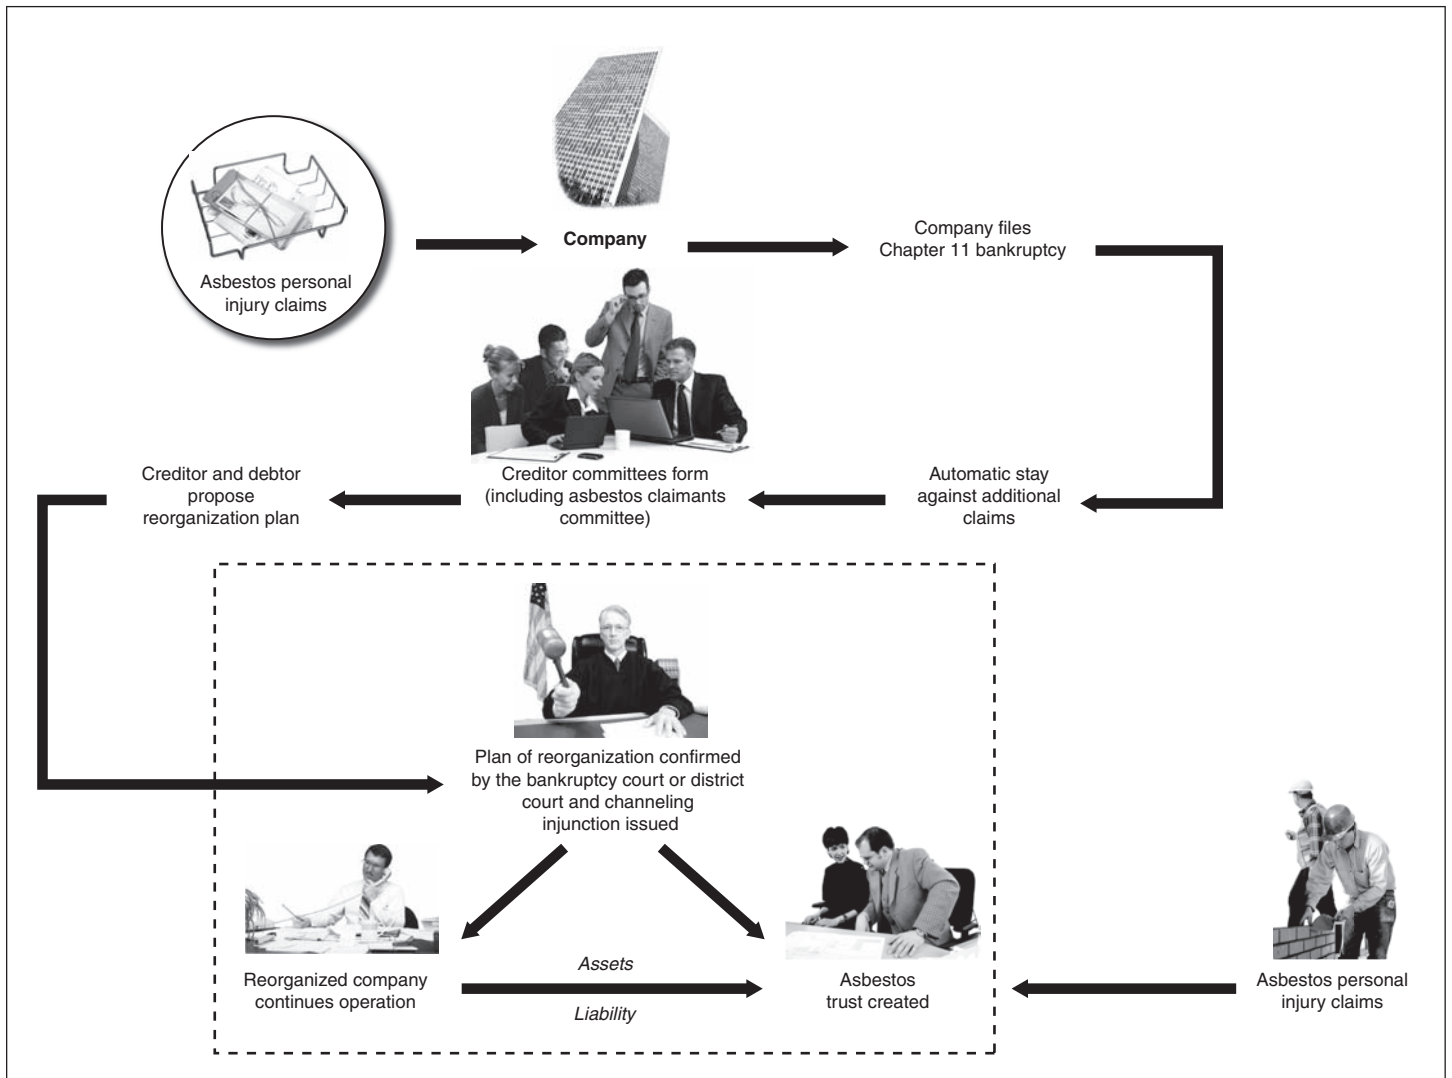 Asbestos personal
injury claims
Company
Company files
Chapter 11 bankruptcy
Automatic stay
against additional
claims
Creditor committees form
(including asbestos claimants
committee)
Creditor and debtor
propose
reorganization plan
Plan of reorganization confirmed
by the bankruptcy court or district
court and channeling
injunction issued
Reorganized company
continues operation
Assets
Liability
Asbestos
trust created
Asbestos personal
injury claims